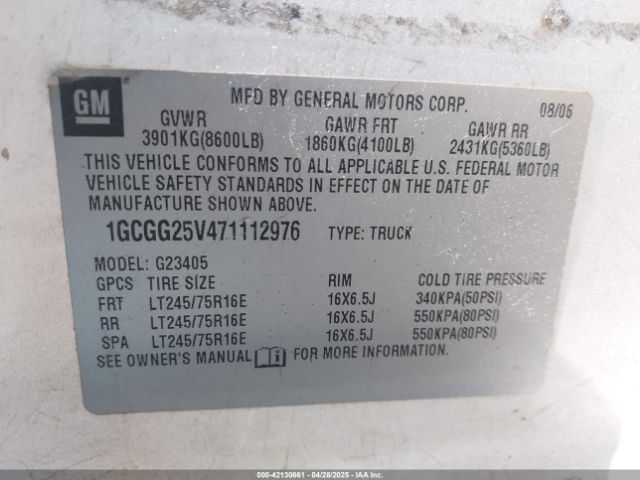 GM
MFD BY GENERAL MOTORS CORP. 08/06
GVWR GAWR FRT GAWR RR
3901KG(8600LB) 1860KG(4100LB) 2431KG(5360LB)
THIS VEHICLE CONFORMS TO ALL APPLICABLE U.S. FEDERAL MOTOR
VEHICLE SAFETY STANDARDS IN EFFECT ON THE DATE OF
MANUFACTURE SHOWN ABOVE.
1GCGG25V471112976 TYPE: TRUCK
MODEL: G23405
GPCS TIRE SIZE RIM COLD TIRE PRESSURE
FRT LT245/75R16E 16X6.5J 340KPA(50PSI)
RR LT245/75R16E 16X6.5J 550KPA(80PSI)
SPA LT245/75R16E 16X6.5J 550KPA(80PSI)
SEE OWNER'S MANUAL FOR MORE INFORMATION.
000-42130661 - 04/28/2025 - IAAI.COM